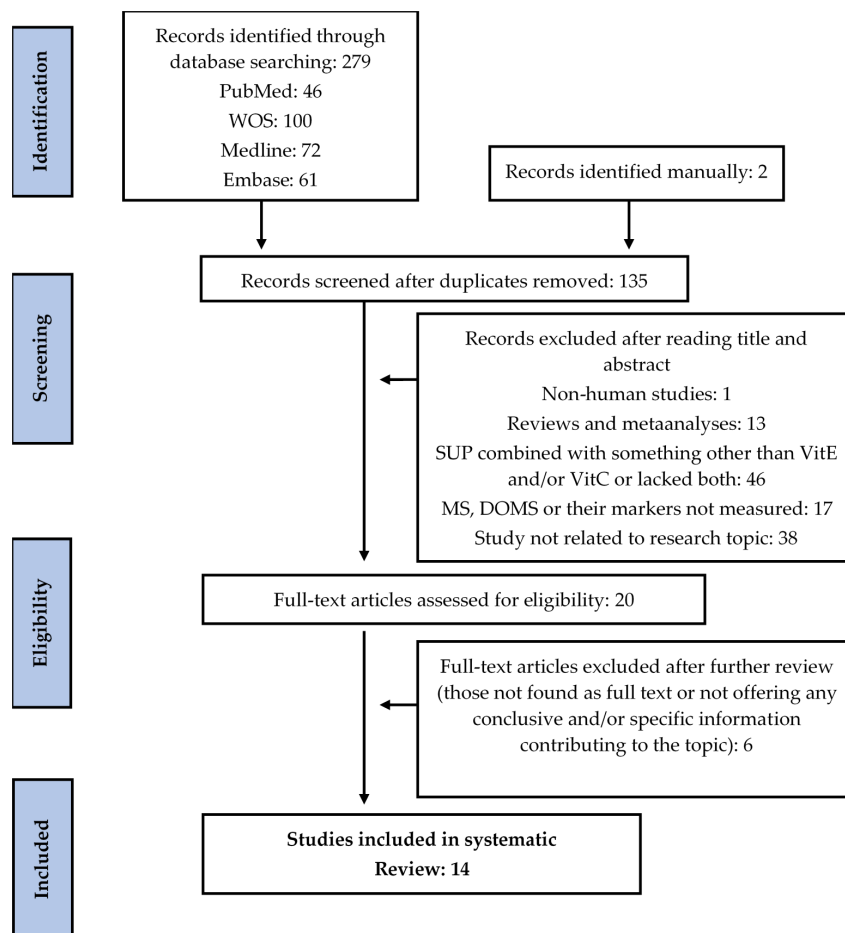 Identification
Records identified through
database searching: 279
PubMed: 46
WOS: 100
Medline: 72
Embase: 61
Records identified manually: 2
Screening
Records screened after duplicates removed: 135
Records excluded after reading title and
abstract
Non-human studies: 1
Reviews and metaanalyses: 13
SUP combined with something other than VitE
and/or VitC or lacked both: 46
MS, DOMS or their markers not measured: 17
Study not related to research topic: 38
Eligibility
Full-text articles assessed for eligibility: 20
Full-text articles excluded after further review
(those not found as full text or not offering any
conclusive and/or specific information
contributing to the topic): 6
Included
Studies included in systematic
Review: 14